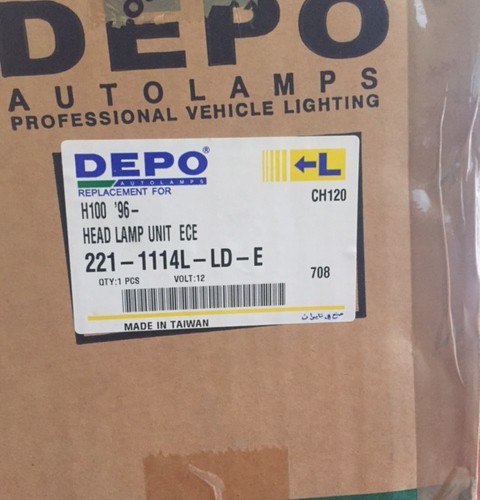 DEPO
AUTOLAMPS
PROFESSIONAL VEHICLE LIGHTING
DEPO®
AUTOLAMPS
←L
REPLACEMENT FOR
CH120
H100 '96-
HEAD LAMP UNIT ECE
221-1114L-LD-E
708
QTY:1 PCS VOLT:12
MADE IN TAIWAN
صنع في تايوان